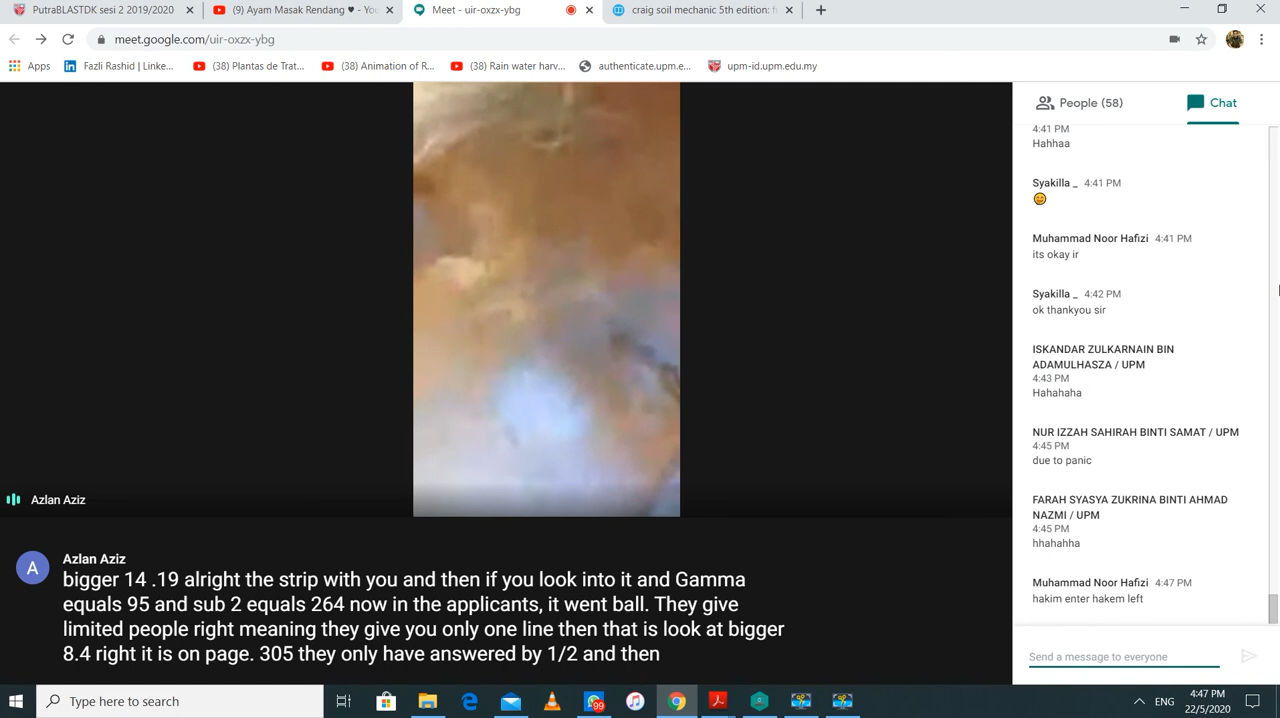 PutraBLASTDK sesi 2 2019/2020
(9) Ayam Masak Rendang ♥ - You
Meet - uir-oxzx-ybg
craig soil mechanic 5th edition: f
meet.google.com/uir-oxzx-ybg
Apps
Fazli Rashid | Linke...
(38) Plantas de Trat...
(38) Animation of R...
(38) Rain water harv...
authenticate.upm.e...
upm-id.upm.edu.my
People (58)
Chat
4:41 PM
Hahhaa
Syakilla _ 4:41 PM
Muhammad Noor Hafizi 4:41 PM
its okay ir
Syakilla _ 4:42 PM
ok thankyou sir
ISKANDAR ZULKARNAIN BIN
ADAMULHASZA / UPM
4:43 PM
Hahahaha
NUR IZZAH SAHIRAH BINTI SAMAT / UPM
4:45 PM
due to panic
FARAH SYASYA ZUKRINA BINTI AHMAD
NAZMI / UPM
4:45 PM
hhahahha
Muhammad Noor Hafizi 4:47 PM
hakim enter hakem left
Send a message to everyone
Azlan Aziz
A
Azlan Aziz
bigger 14 .19 alright the strip with you and then if you look into it and Gamma
equals 95 and sub 2 equals 264 now in the applicants, it went ball. They give
limited people right meaning they give you only one line then that is look at bigger
8.4 right it is on page. 305 they only have answered by 1/2 and then
Type here to search
99
ENG
4:47 PM
22/5/2020